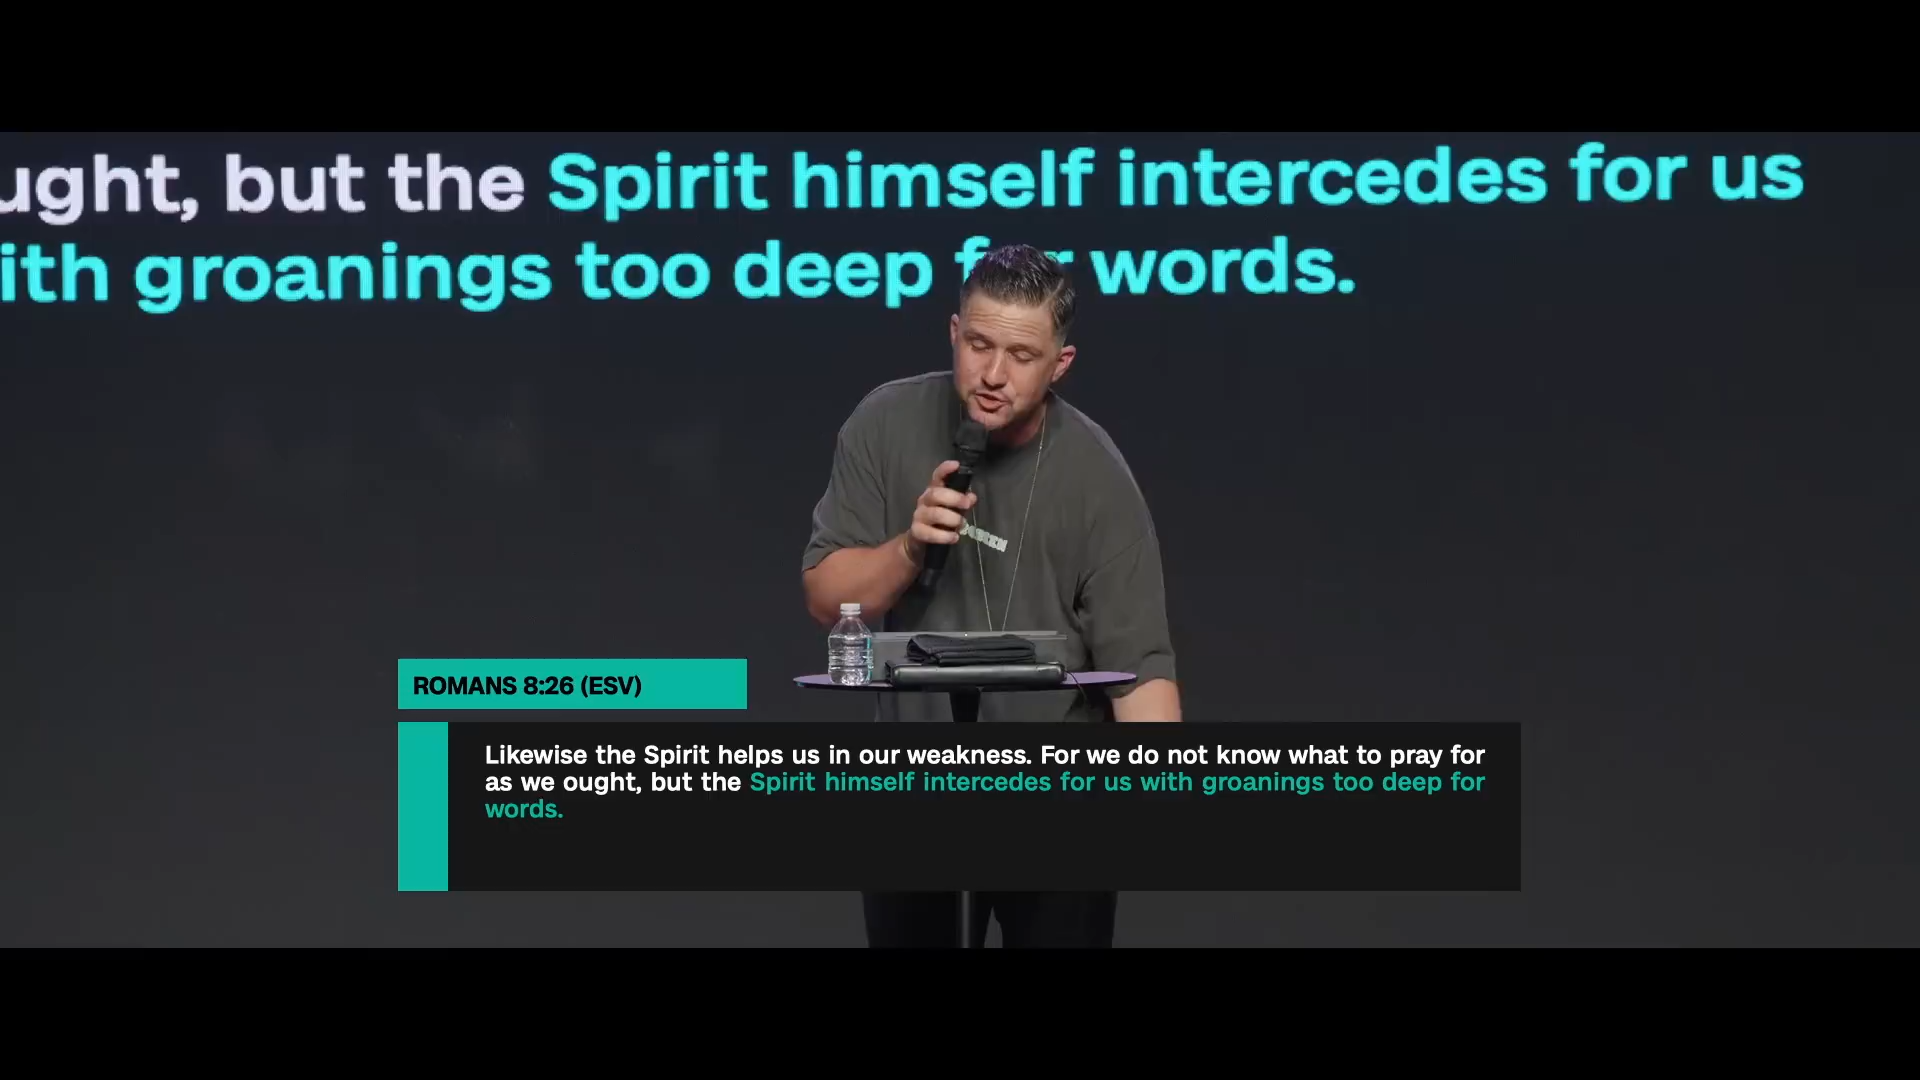 ught, but the Spirit himself intercedes for us
ith groanings too deep for words.
ROMANS 8:26 (ESV)
Likewise the Spirit helps us in our weakness. For we do not know what to pray for
as we ought, but the Spirit himself intercedes for us with groanings too deep for
words.